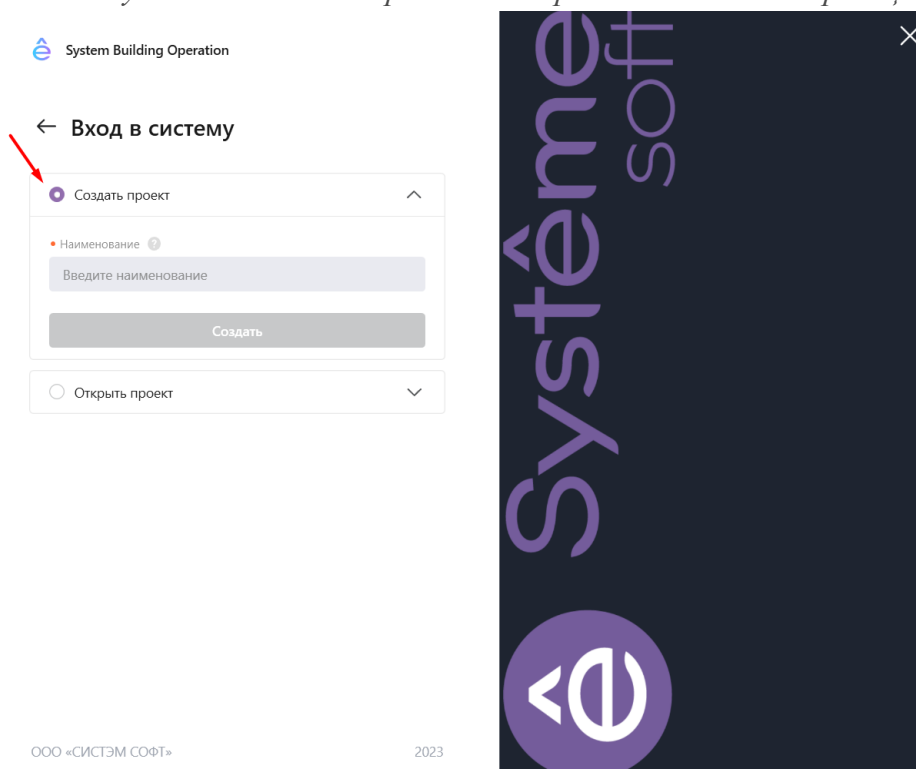 System Building Operation
Вход в систему
Создать проект
Наименование ?
Введите наименование
Создать
Открыть проект
ООО «СИСТЭМ СОФТ»
2023
Systême
soft
ê